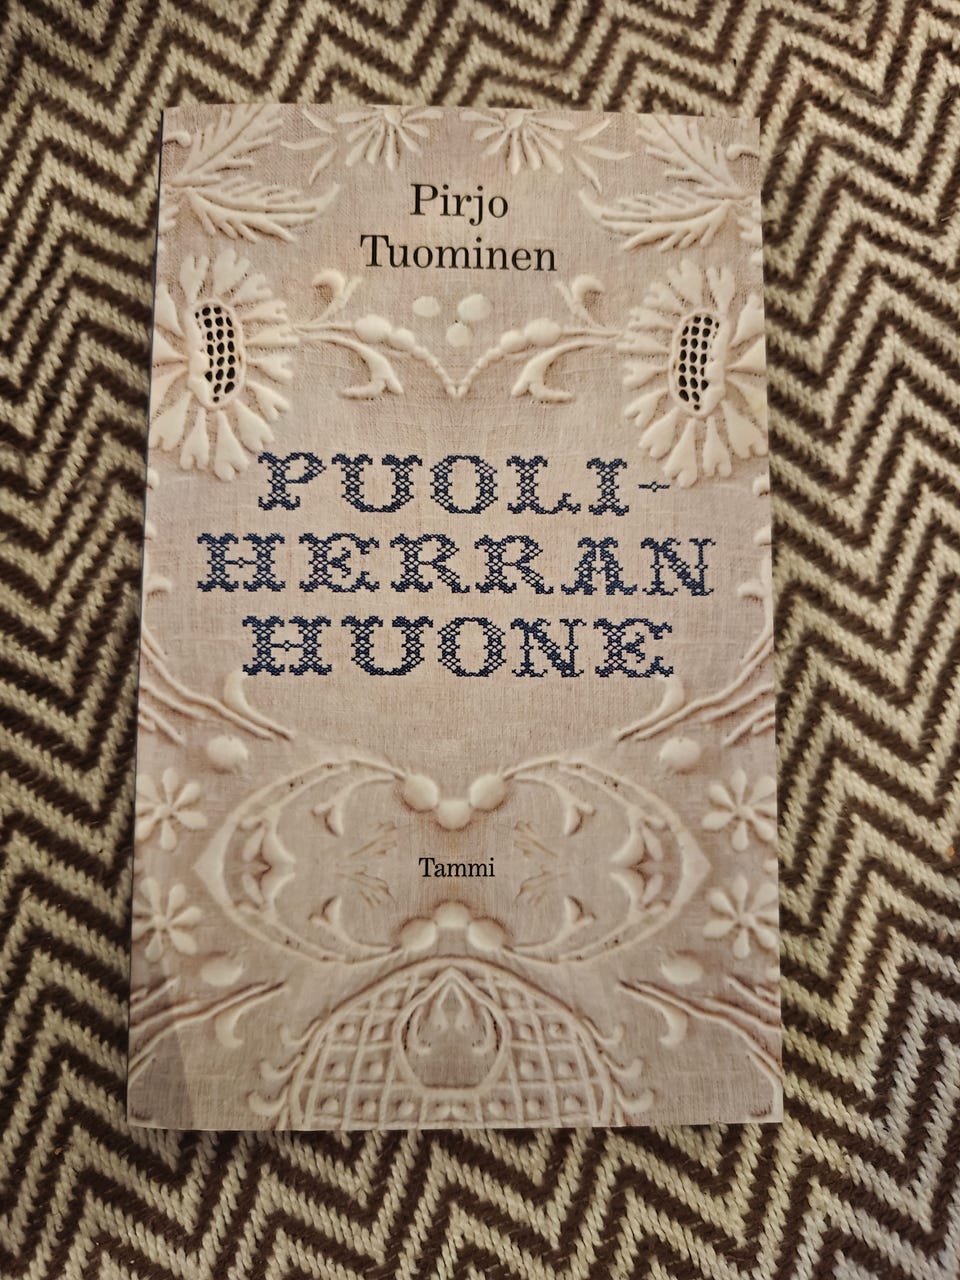 Pirjo
Tuominen
PUOLI-
HERRAN
HUONE
Tammi